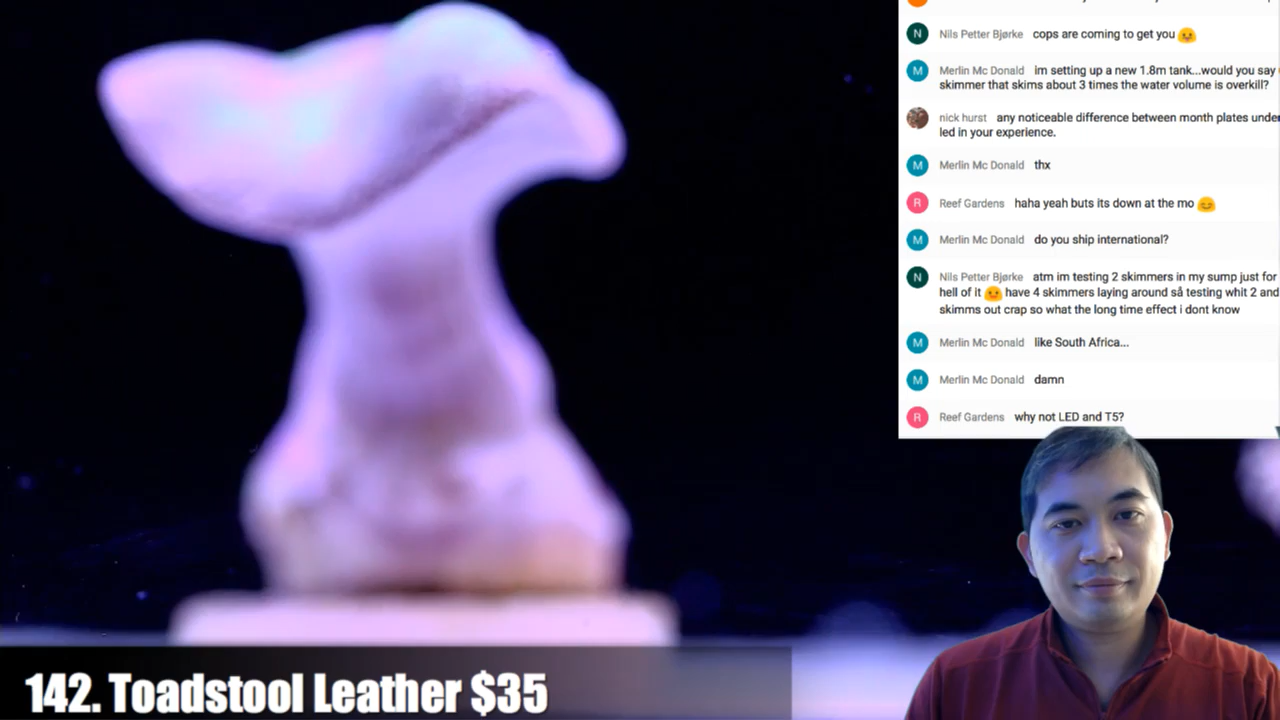 N Nils Petter Bjørke cops are coming to get you
M Merlin Mc Donald im setting up a new 1.8m tank...would you say
skimmer that skims about 3 times the water volume is overkill?
nick hurst any noticeable difference between month plates under
led in your experience.
M Merlin Mc Donald thx
R Reef Gardens haha yeah buts its down at the mo
M Merlin Mc Donald do you ship international?
N Nils Petter Bjørke atm im testing 2 skimmers in my sump just for
hell of it have 4 skimmers laying around så testing whit 2 and
skimms out crap so what the long time effect i dont know
M Merlin Mc Donald like South Africa...
M Merlin Mc Donald damn
R Reef Gardens why not LED and T5?
142. Toadstool Leather $35